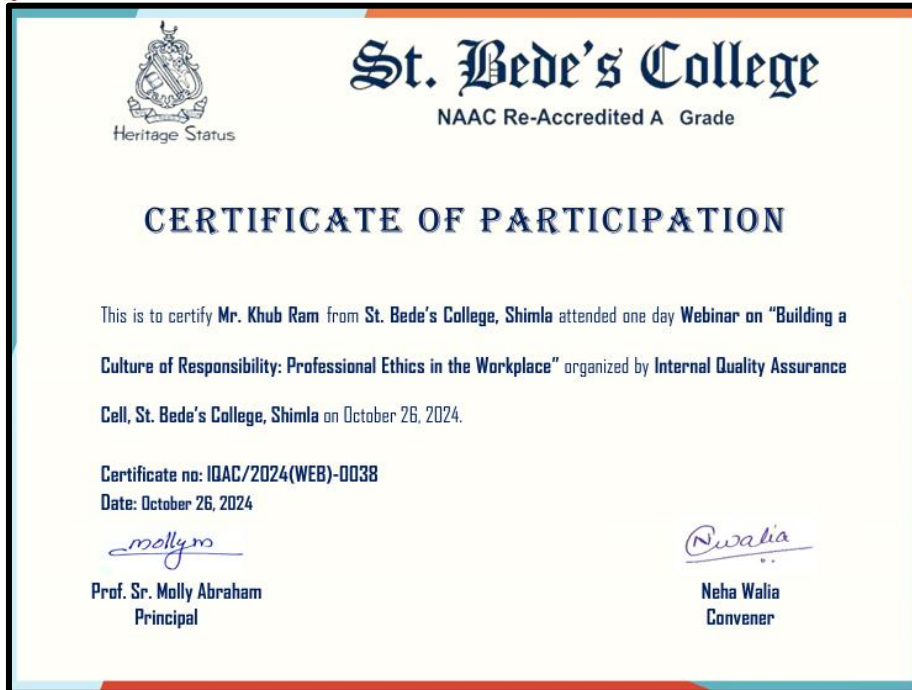 St. Bede's College
NAAC Re-Accredited A Grade
Heritage Status
CERTIFICATE OF PARTICIPATION
This is to certify Mr. Khub Ram from St. Bede's College, Shimla attended one day Webinar on “Building a
Culture of Responsibility: Professional Ethics in the Workplace” organized by Internal Quality Assurance
Cell, St. Bede's College, Shimla on October 26, 2024.
Certificate no: IQAC/2024(WEB)-0038
Date: October 26, 2024
mollym
Nwalia
Prof. Sr. Molly Abraham
Neha Walia
Principal
Convener